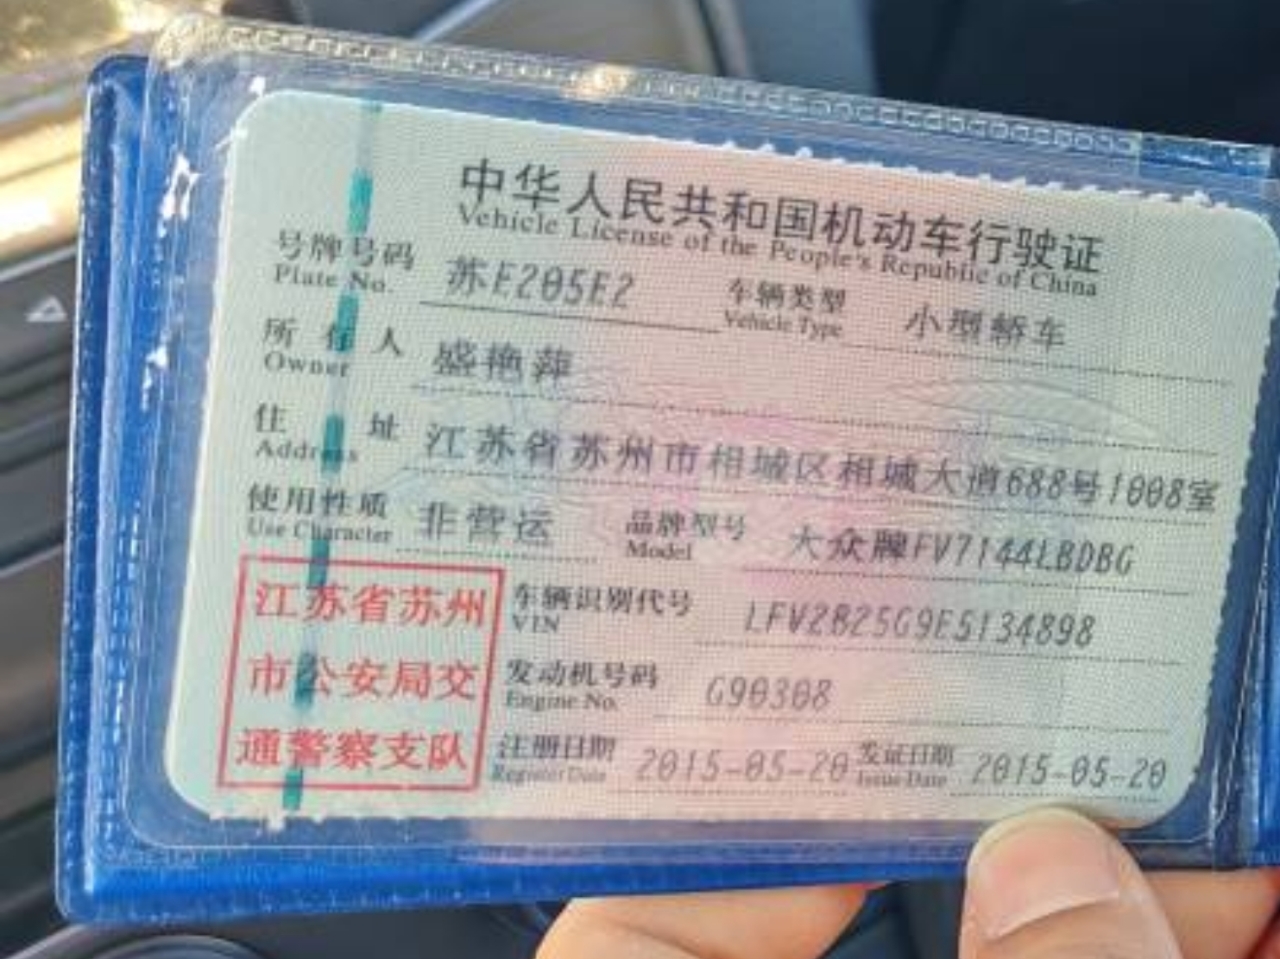 中华人民共和国机动车行驶证
Vehicle License of the People's Republic of China
号牌号码 苏E205E2 车辆类型 小型轿车
Plate No. Vehicle Type
所有人 盛艳萍
Owner
住址 江苏省苏州市相城区相城大道688号1008室
Address
使用性质 非营运 品牌型号 大众牌FV7144LBDBG
Use Character Model
江苏省苏州 车辆识别代号 LFV2B25G9E5134898
VIN
市公安局交 发动机号码 G90308
Engine No.
通警察支队 注册日期 2015-05-20 发证日期 2015-05-20
Register Date Issue Date